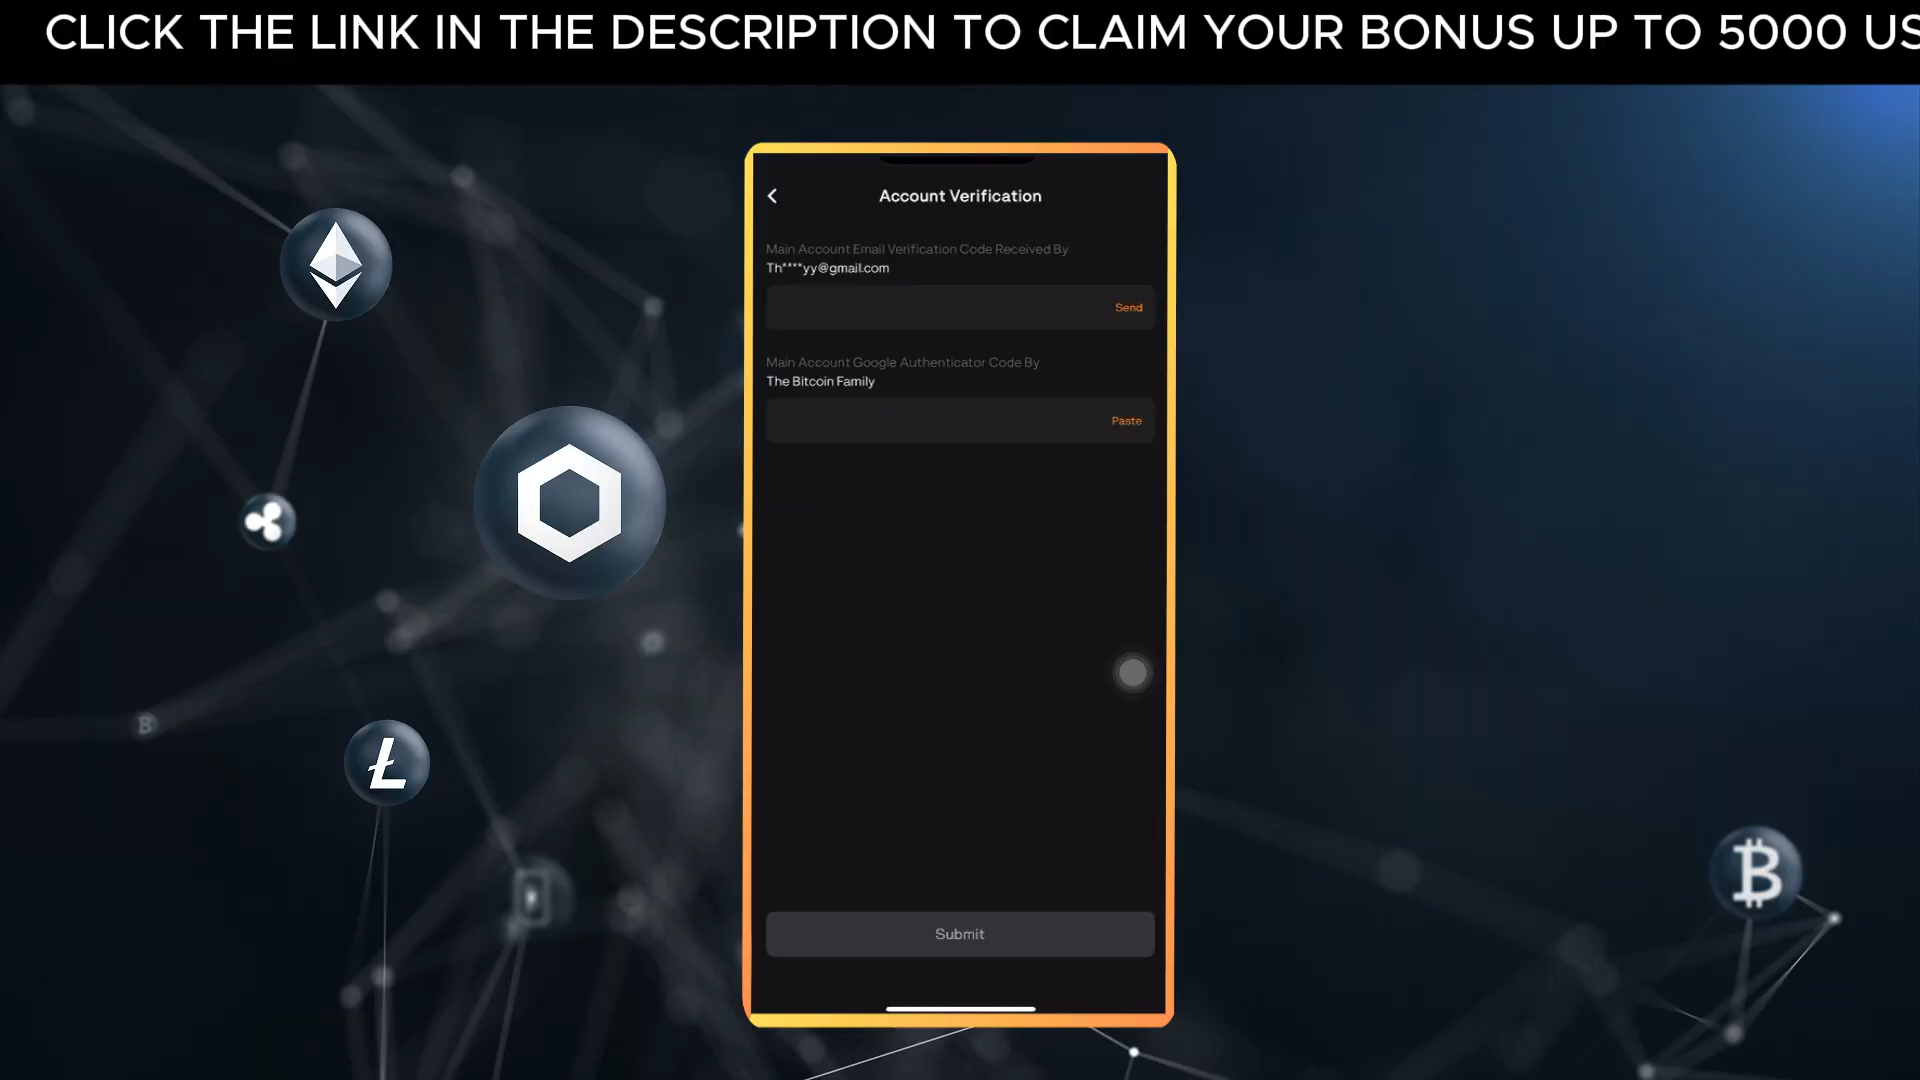 CLICK THE LINK IN THE DESCRIPTION TO CLAIM YOUR BONUS UP TO 5000 US
Account Verification
Main Account Email Verification Code Received By
Th****yy@gmail.com
Send
Main Account Google Authenticator Code By
The Bitcoin Family
Paste
Submit